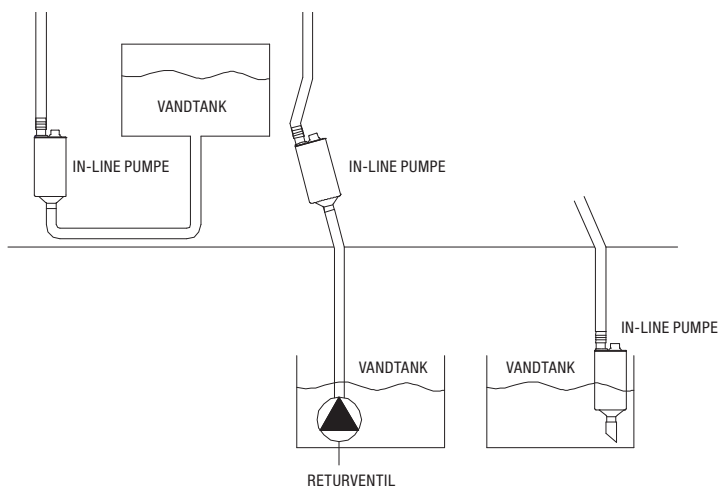 VANDTANK
IN-LINE PUMPE
IN-LINE PUMPE
IN-LINE PUMPE
VANDTANK
VANDTANK
RETURVENTIL